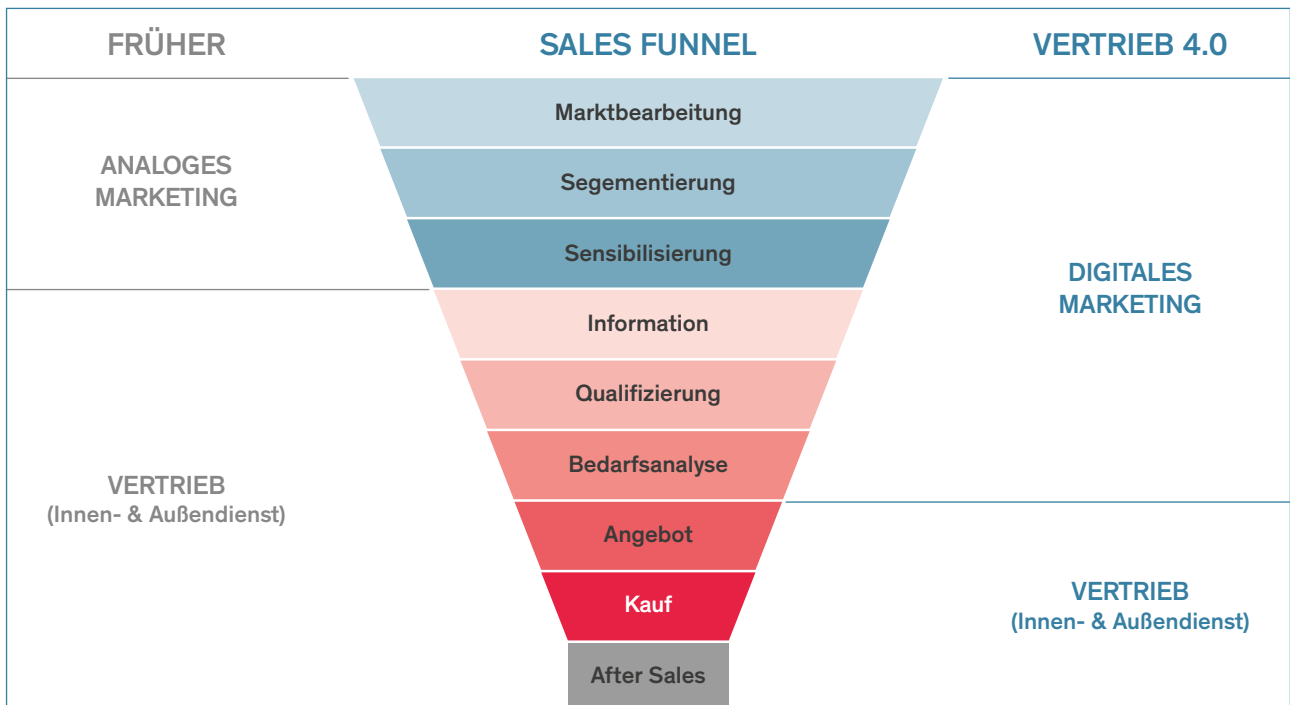 FRÜHER
SALES FUNNEL
VERTRIEB 4.0
ANALOGES
MARKETING
Marktbearbeitung
Segementierung
Sensibilisierung
Information
Qualifizierung
Bedarfsanalyse
Angebot
Kauf
After Sales
VERTRIEB
(Innen- & Außendienst)
DIGITALES
MARKETING
VERTRIEB
(Innen- & Außendienst)